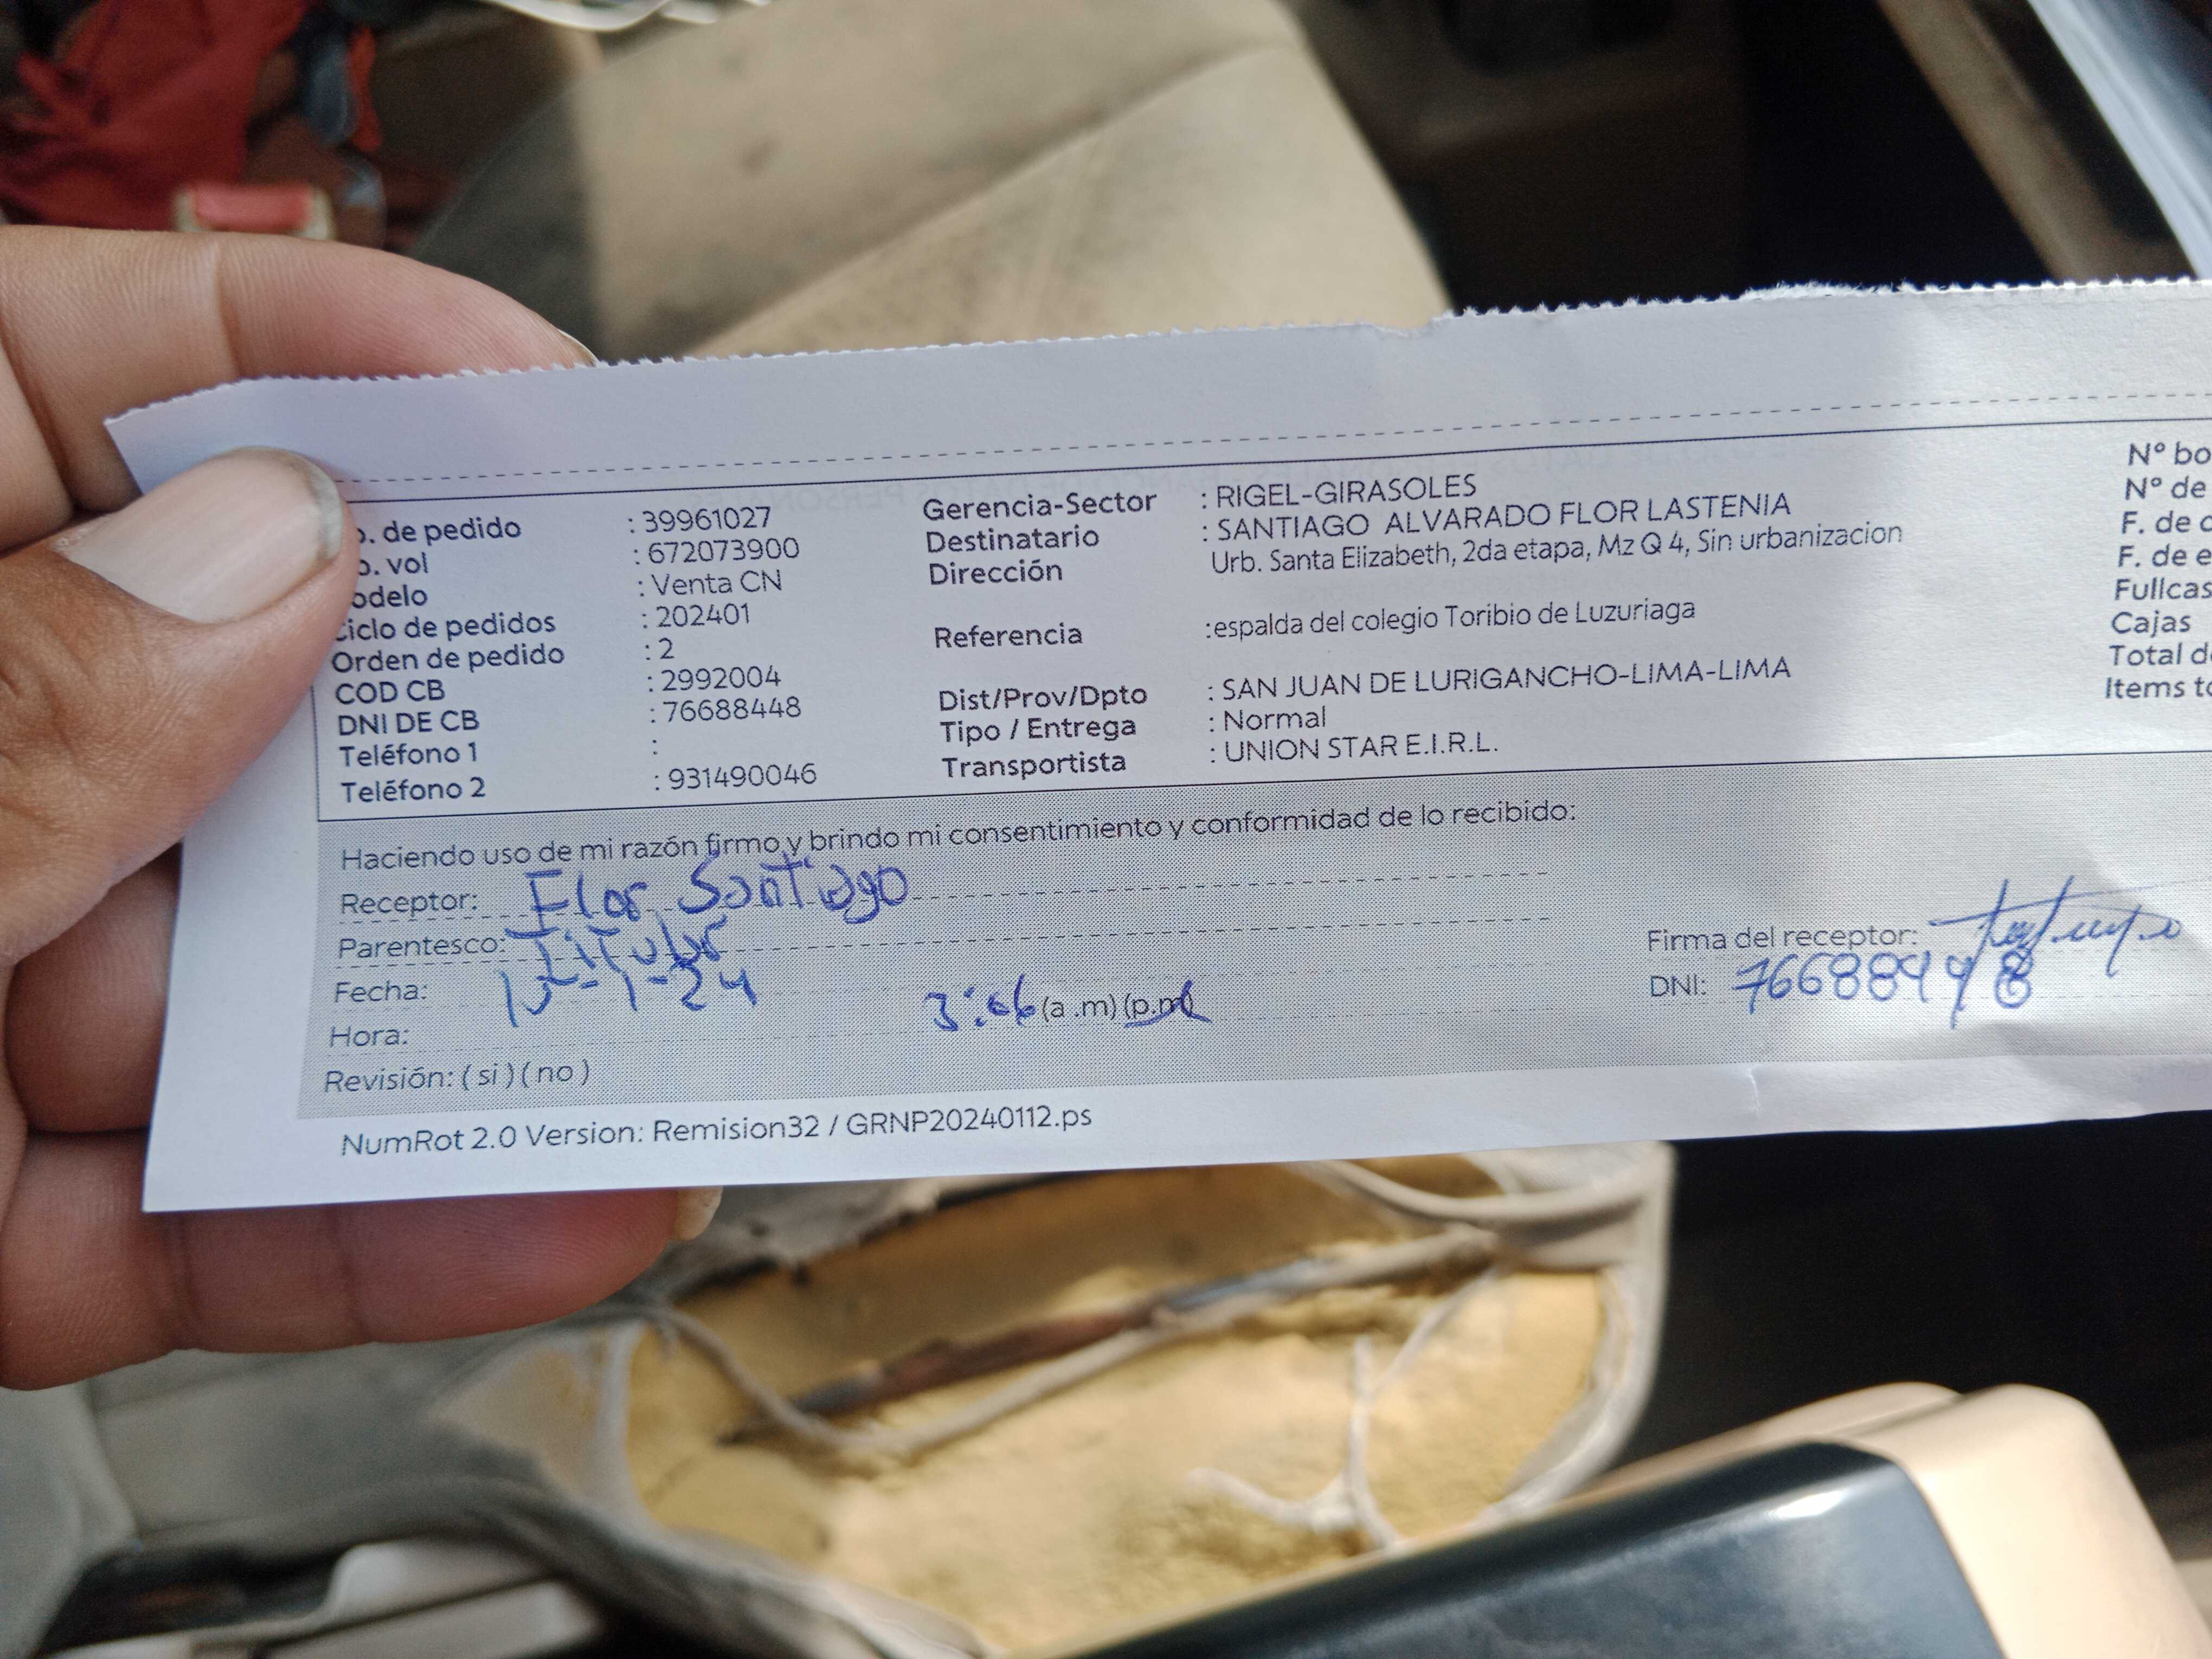 o. de pedido : 39961027
o. vol : 672073900
odelo : Venta CN
ciclo de pedidos : 202401
Orden de pedido : 2
COD CB : 2992004
DNI DE CB : 76688448
Teléfono 1 :
Teléfono 2 : 931490046
Gerencia-Sector : RIGEL-GIRASOLES
Destinatario : SANTIAGO ALVARADO FLOR LASTENIA
Dirección Urb. Santa Elizabeth, 2da etapa, Mz Q 4, Sin urbanizacion
Referencia :espalda del colegio Toribio de Luzuriaga
Dist/Prov/Dpto : SAN JUAN DE LURIGANCHO-LIMA-LIMA
Tipo / Entrega : Normal
Transportista : UNION STAR E.I.R.L.
Nº bo
Nº de
F. de c
F. de e
Fullcas
Cajas
Total d
Items to
Haciendo uso de mi razón firmo y brindo mi consentimiento y conformidad de lo recibido:
Receptor: Flor Santiago
Parentesco: Titular
Fecha: 15-1-24
Hora: (a .m) (p.m)
Revisión: ( si ) ( no )
Firma del receptor:
DNI: 76688448
NumRot 2.0 Version: Remision32 / GRNP20240112.ps